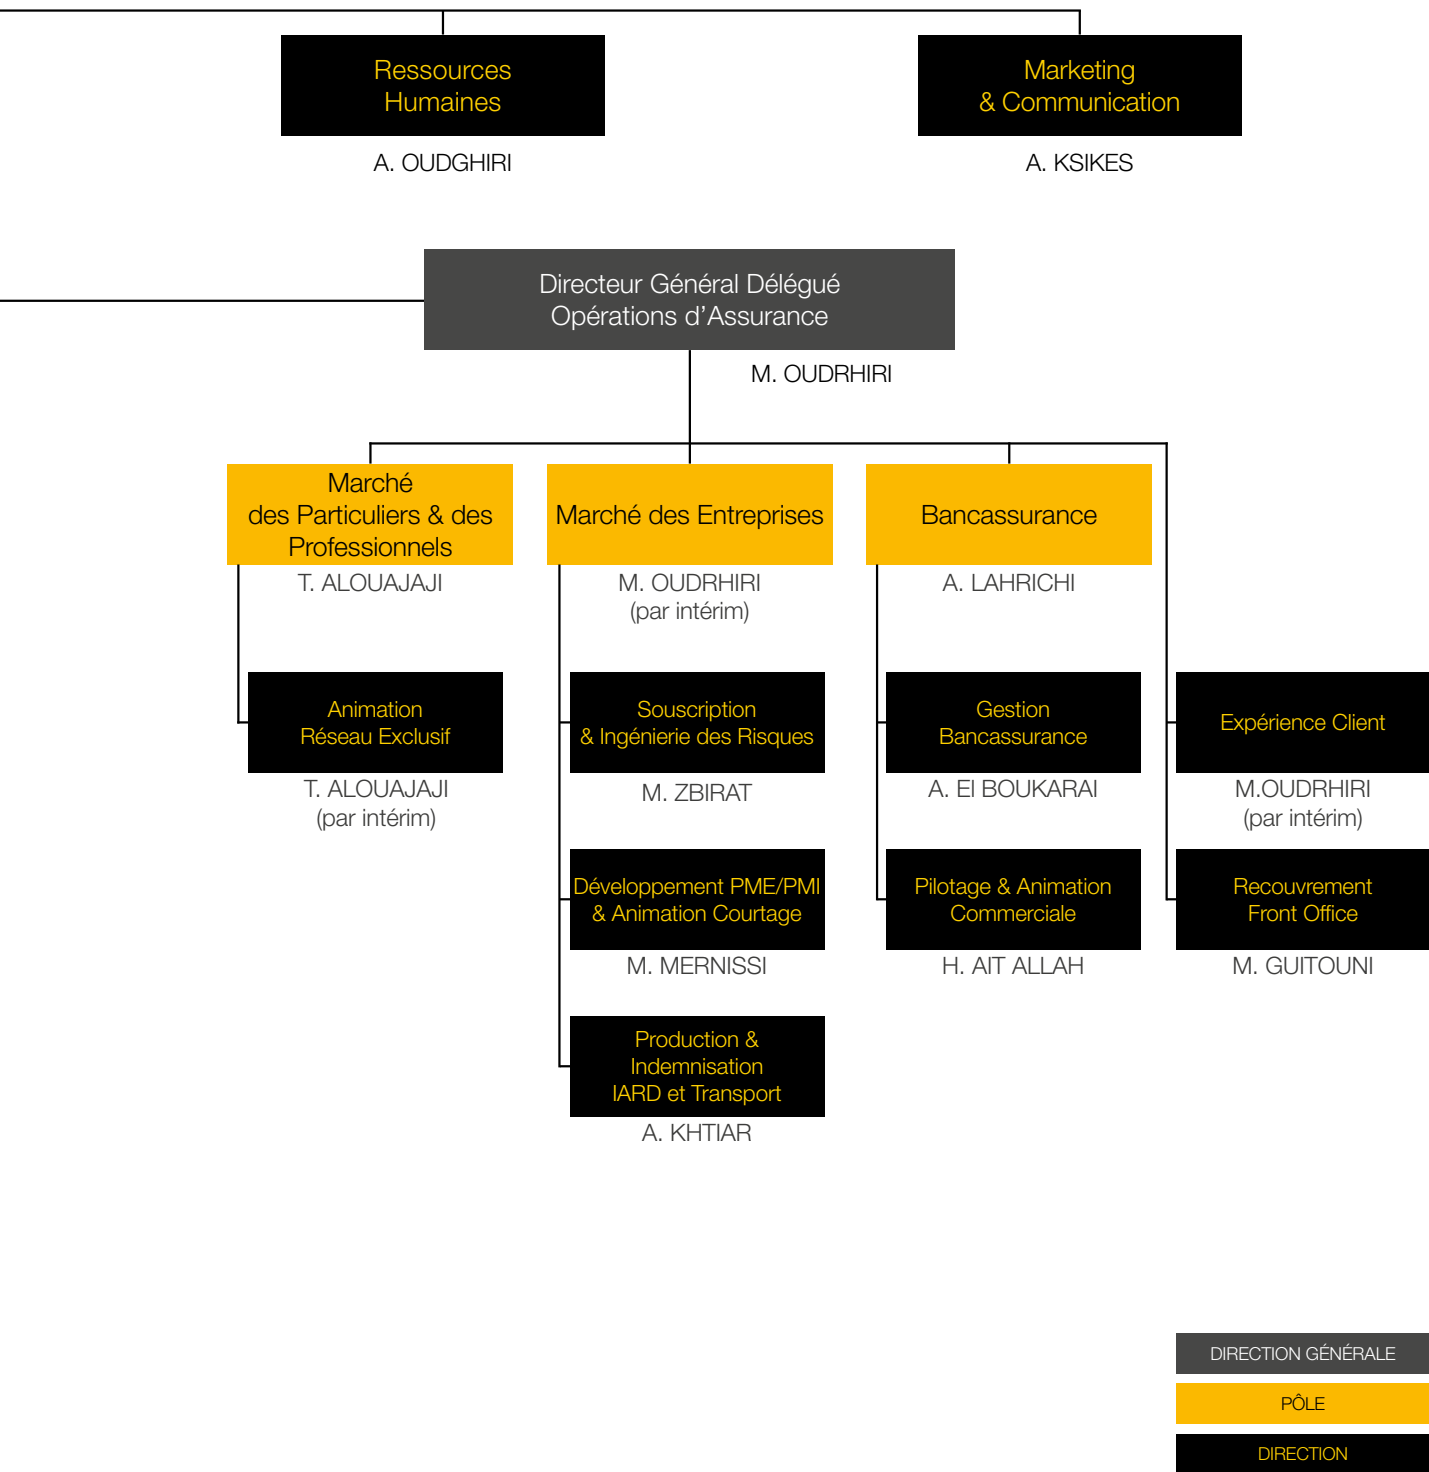 Ressources
Humaines
A. OUDGHIRI
Marketing
& Communication
A. KSIKES
Directeur Général Délégué
Opérations d’Assurance
M. OUDRHIRI
Marché
des Particuliers & des
Professionnels
T. ALOUAJAJI
Marché des Entreprises
M. OUDRHIRI
(par intérim)
Bancassurance
A. LAHRICHI
Animation
Réseau Exclusif
T. ALOUAJAJI
(par intérim)
Souscription
& Ingénierie des Risques
M. ZBIRAT
Gestion
Bancassurance
A. El BOUKARAI
Expérience Client
M.OUDRHIRI
(par intérim)
Développement PME/PMI
& Animation Courtage
M. MERNISSI
Pilotage & Animation
Commerciale
H. AIT ALLAH
Recouvrement
Front Office
M. GUITOUNI
Production &
Indemnisation
IARD et Transport
A. KHTIAR
DIRECTION GÉNÉRALE
PÔLE
DIRECTION